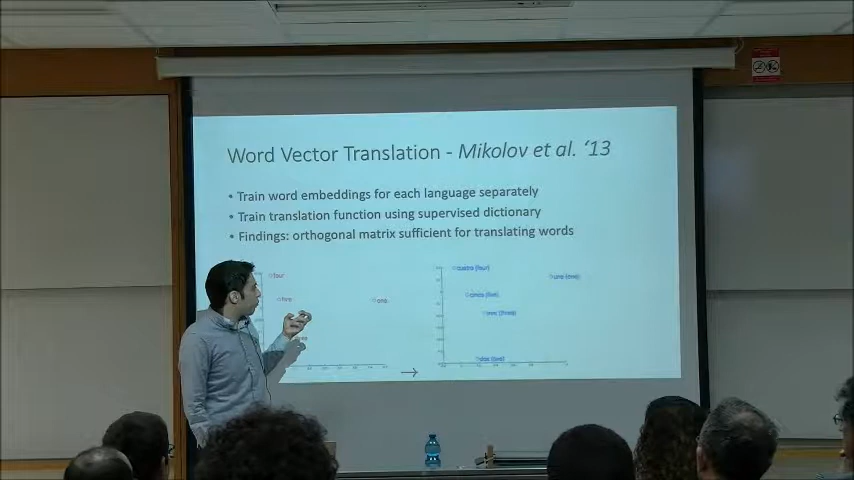 Word Vector Translation - Mikolov et al. '13
• Train word embeddings for each language separately
• Train translation function using supervised dictionary
• Findings: orthogonal matrix sufficient for translating words
four
five
one
cuatro (four)
uno (one)
cinco (five)
tres (three)
dos (two)
→